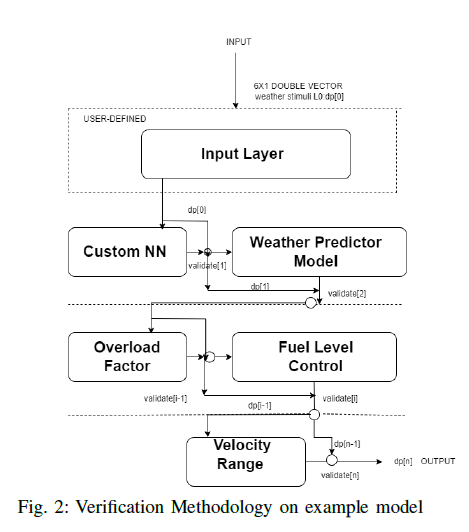 INPUT
6X1 DOUBLE VECTOR
weather stimuli L0:dp[0]
USER-DEFINED
Input Layer
dp[0]
Custom NN
validate[1]
Weather Predictor
Model
dp[1]
validate[2]
Overload
Factor
Fuel Level
Control
validate[i-1]
validate[i]
dp[i-1]
Velocity
Range
dp[n-1]
dp[n] OUTPUT
validate[n]
Fig. 2: Verification Methodology on example model